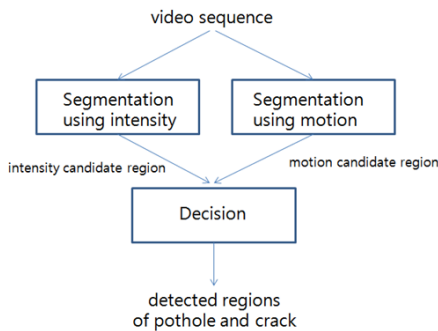 video sequence
Segmentation
using intensity
Segmentation
using motion
intensity candidate region
motion candidate region
Decision
detected regions
of pothole and crack